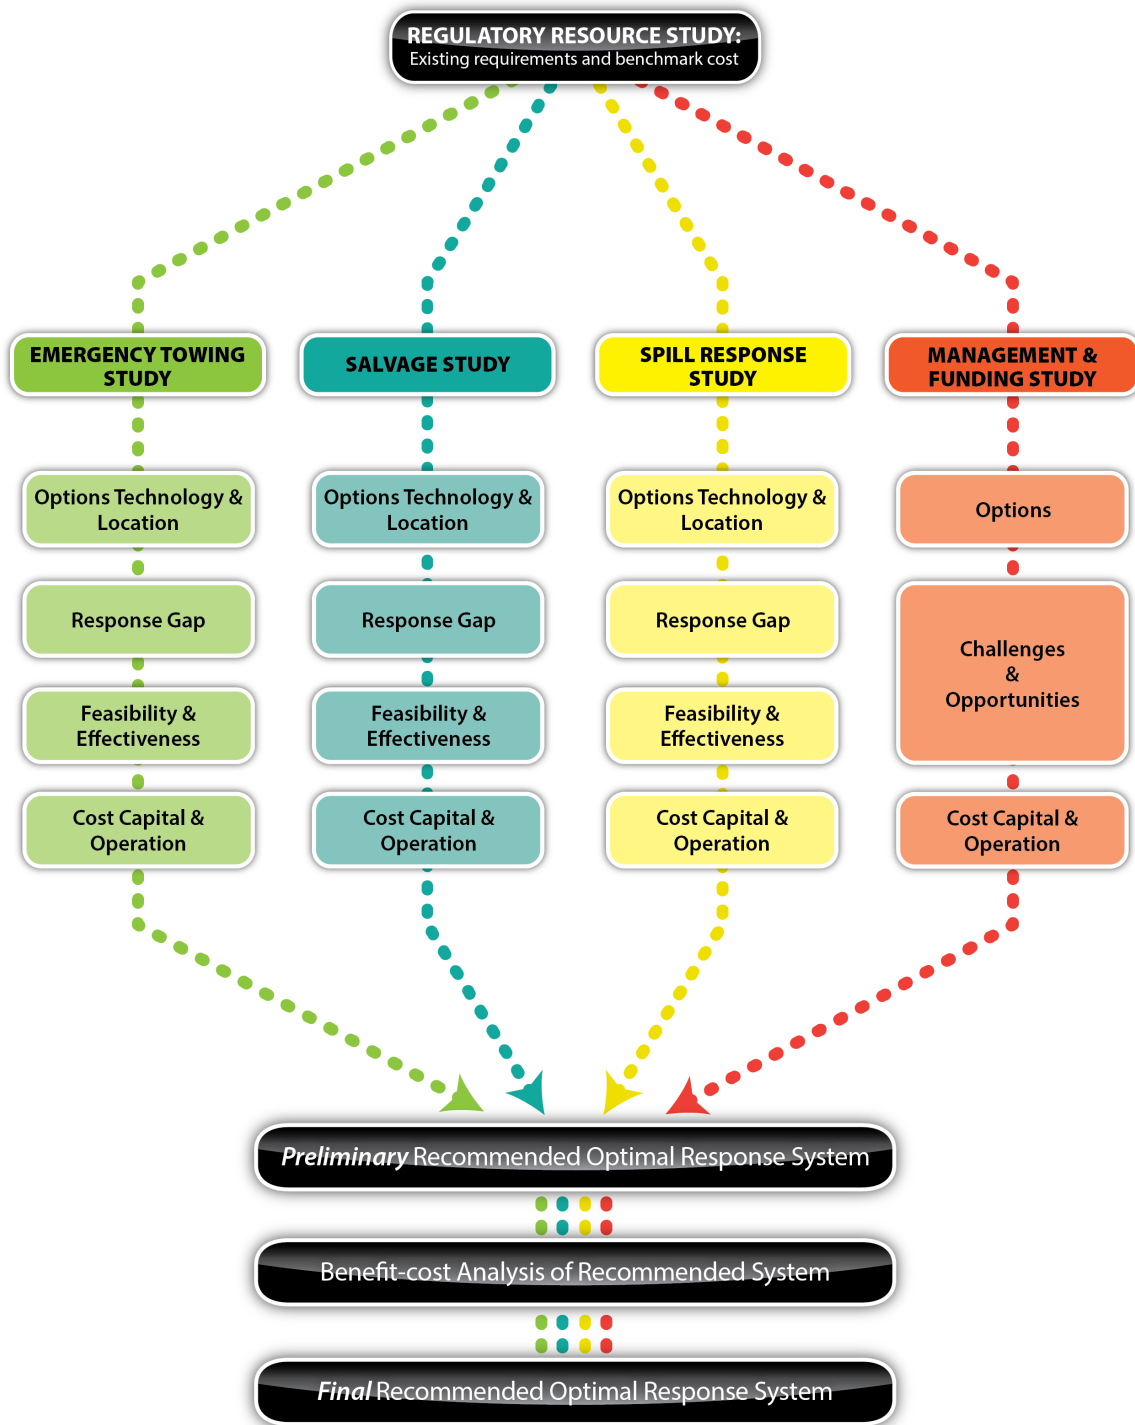 REGULATORY RESOURCE STUDY:
Existing requirements and benchmark cost
EMERGENCY TOWING
STUDY
SALVAGE STUDY
SPILL RESPONSE
STUDY
MANAGEMENT &
FUNDING STUDY
Options Technology &
Location
Options Technology &
Location
Options Technology &
Location
Options
Response Gap
Response Gap
Response Gap
Challenges
&
Opportunities
Feasibility &
Effectiveness
Feasibility &
Effectiveness
Feasibility &
Effectiveness
Cost Capital &
Operation
Cost Capital &
Operation
Cost Capital &
Operation
Cost Capital &
Operation
Preliminary Recommended Optimal Response System
Benefit-cost Analysis of Recommended System
Final Recommended Optimal Response System